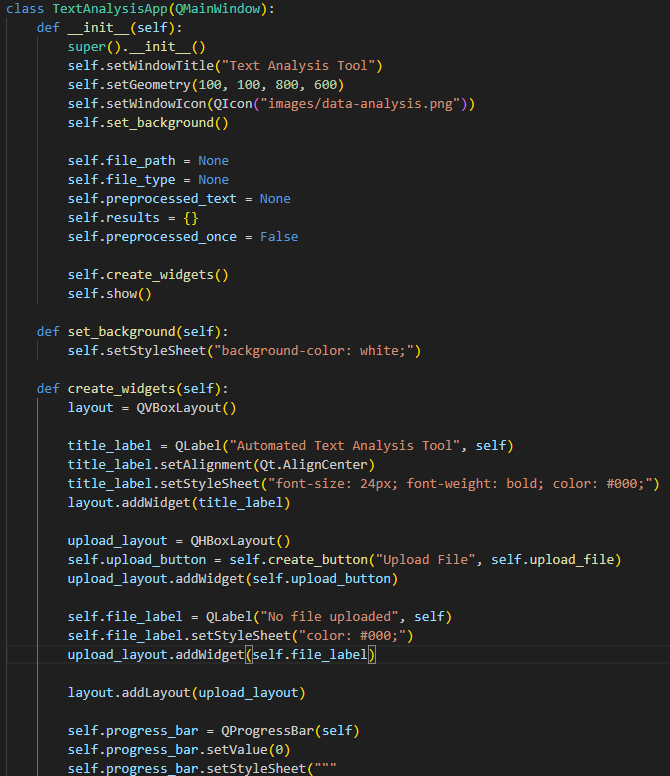 class TextAnalysisApp(QMainWindow):
    def __init__(self):
        super().__init__()
        self.setWindowTitle("Text Analysis Tool")
        self.setGeometry(100, 100, 800, 600)
        self.setWindowIcon(QIcon("images/data-analysis.png"))
        self.set_background()

        self.file_path = None
        self.file_type = None
        self.preprocessed_text = None
        self.results = {}
        self.preprocessed_once = False

        self.create_widgets()
        self.show()

    def set_background(self):
        self.setStyleSheet("background-color: white;")

    def create_widgets(self):
        layout = QVBoxLayout()

        title_label = QLabel("Automated Text Analysis Tool", self)
        title_label.setAlignment(Qt.AlignCenter)
        title_label.setStyleSheet("font-size: 24px; font-weight: bold; color: #000;")
        layout.addWidget(title_label)

        upload_layout = QHBoxLayout()
        self.upload_button = self.create_button("Upload File", self.upload_file)
        upload_layout.addWidget(self.upload_button)

        self.file_label = QLabel("No file uploaded", self)
        self.file_label.setStyleSheet("color: #000;")
        upload_layout.addWidget(self.file_label)

        layout.addLayout(upload_layout)

        self.progress_bar = QProgressBar(self)
        self.progress_bar.setValue(0)
        self.progress_bar.setStyleSheet("""